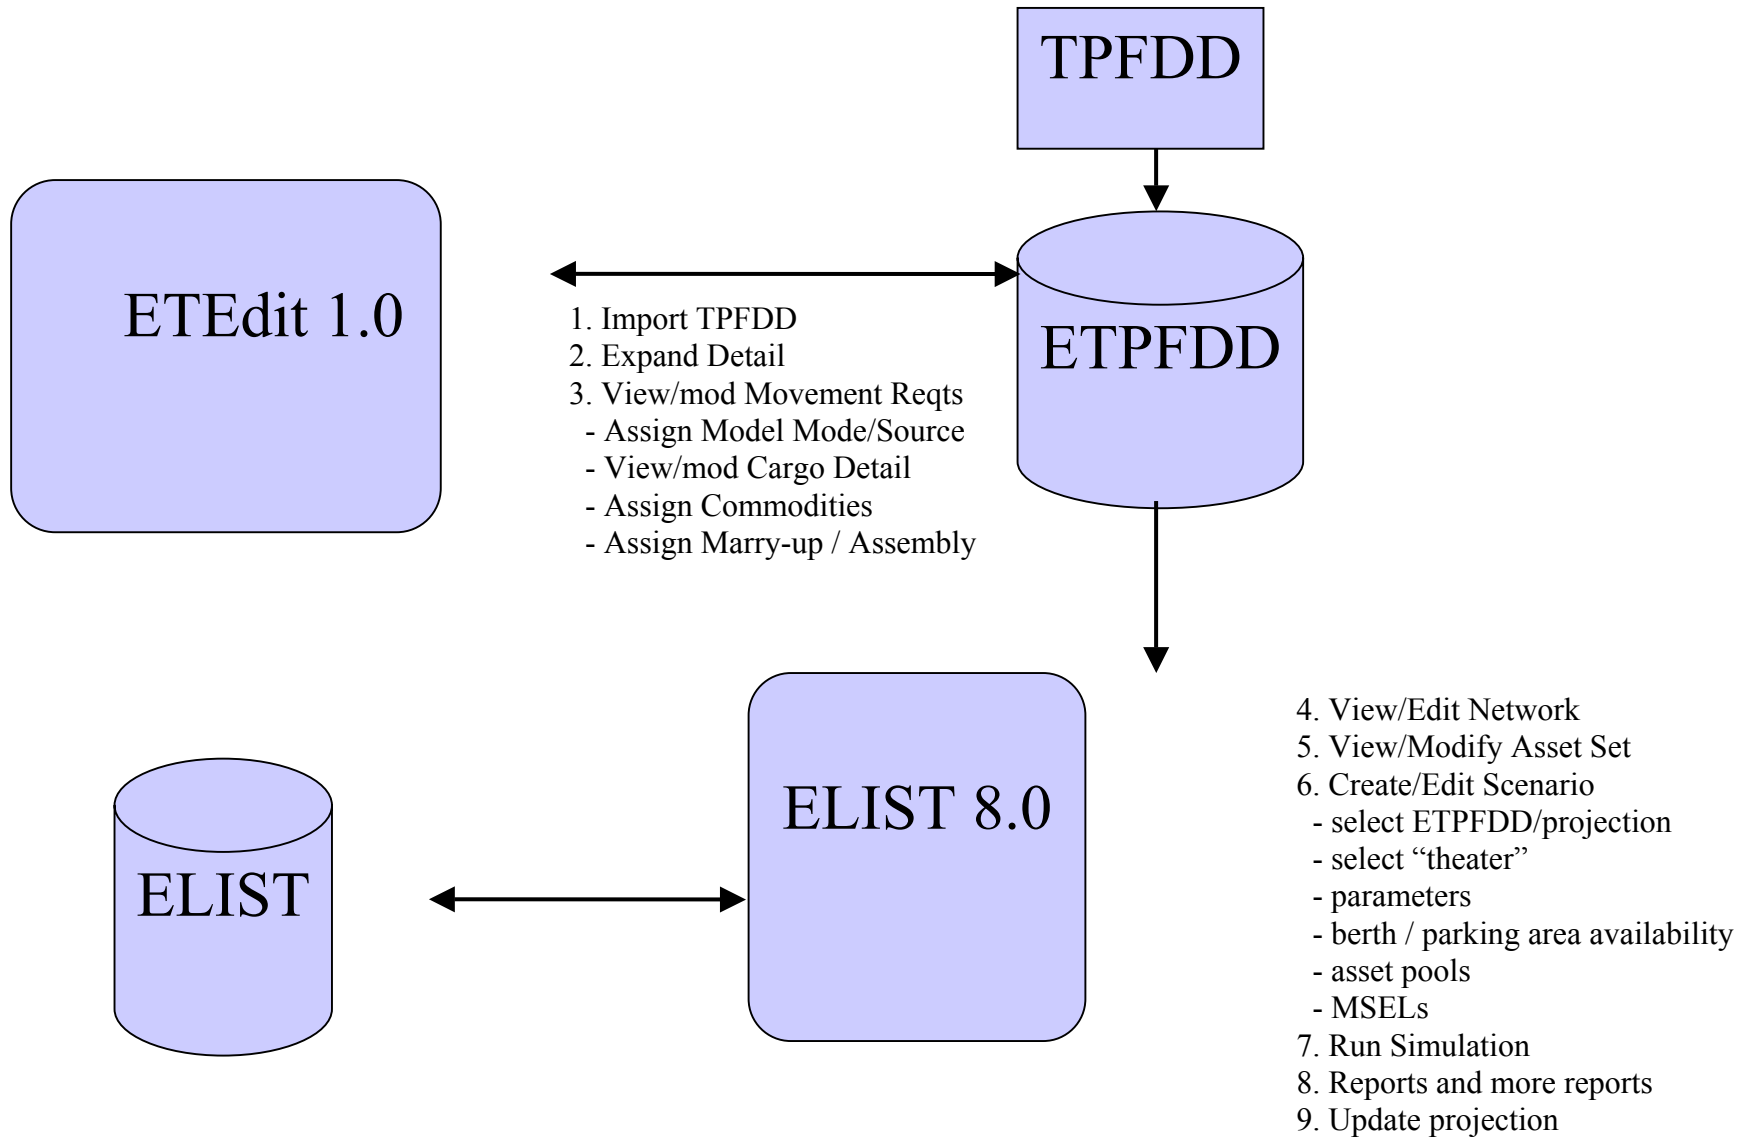 TPFDD
ETEdit 1.0
ETPFDD
1. Import TPFDD
2. Expand Detail
3. View/mod Movement Reqts
- Assign Model Mode/Source
- View/mod Cargo Detail
- Assign Commodities
- Assign Marry-up / Assembly
ELIST
ELIST 8.0
4. View/Edit Network
5. View/Modify Asset Set
6. Create/Edit Scenario
- select ETPFDD/projection
- select “theater”
- parameters
- berth / parking area availability
- asset pools
- MSELs
7. Run Simulation
8. Reports and more reports
9. Update projection